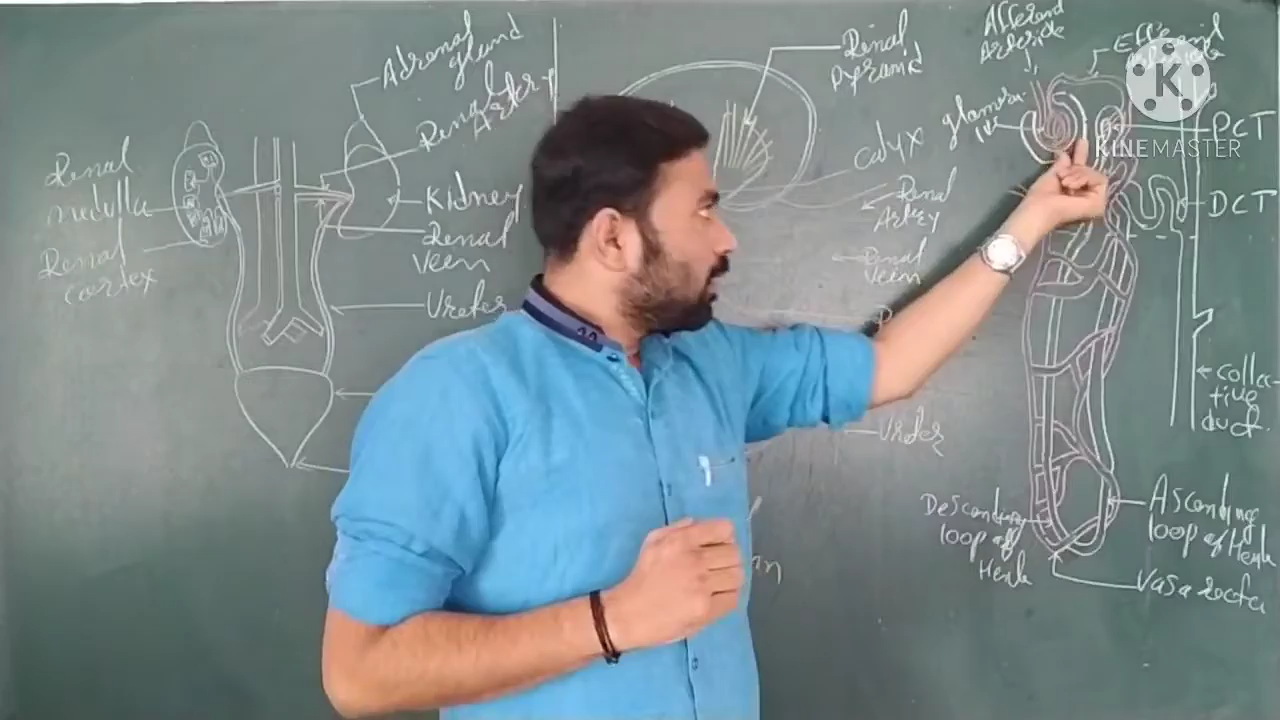 Adrenal
gland
Renal
Artery
Renal
medulla
Renal
cortex
Kidney
Renal
Veen
Ureter
Renal
Pyramid
calyx
Renal
Artery
Renal
Vein
Ureter
Afferent
Arteriole
PCT
DCT
collec-
tive
duct.
Descending
loop of
Henle
Ascending
loop of Henle
Vasa recta
K
KINEMASTER